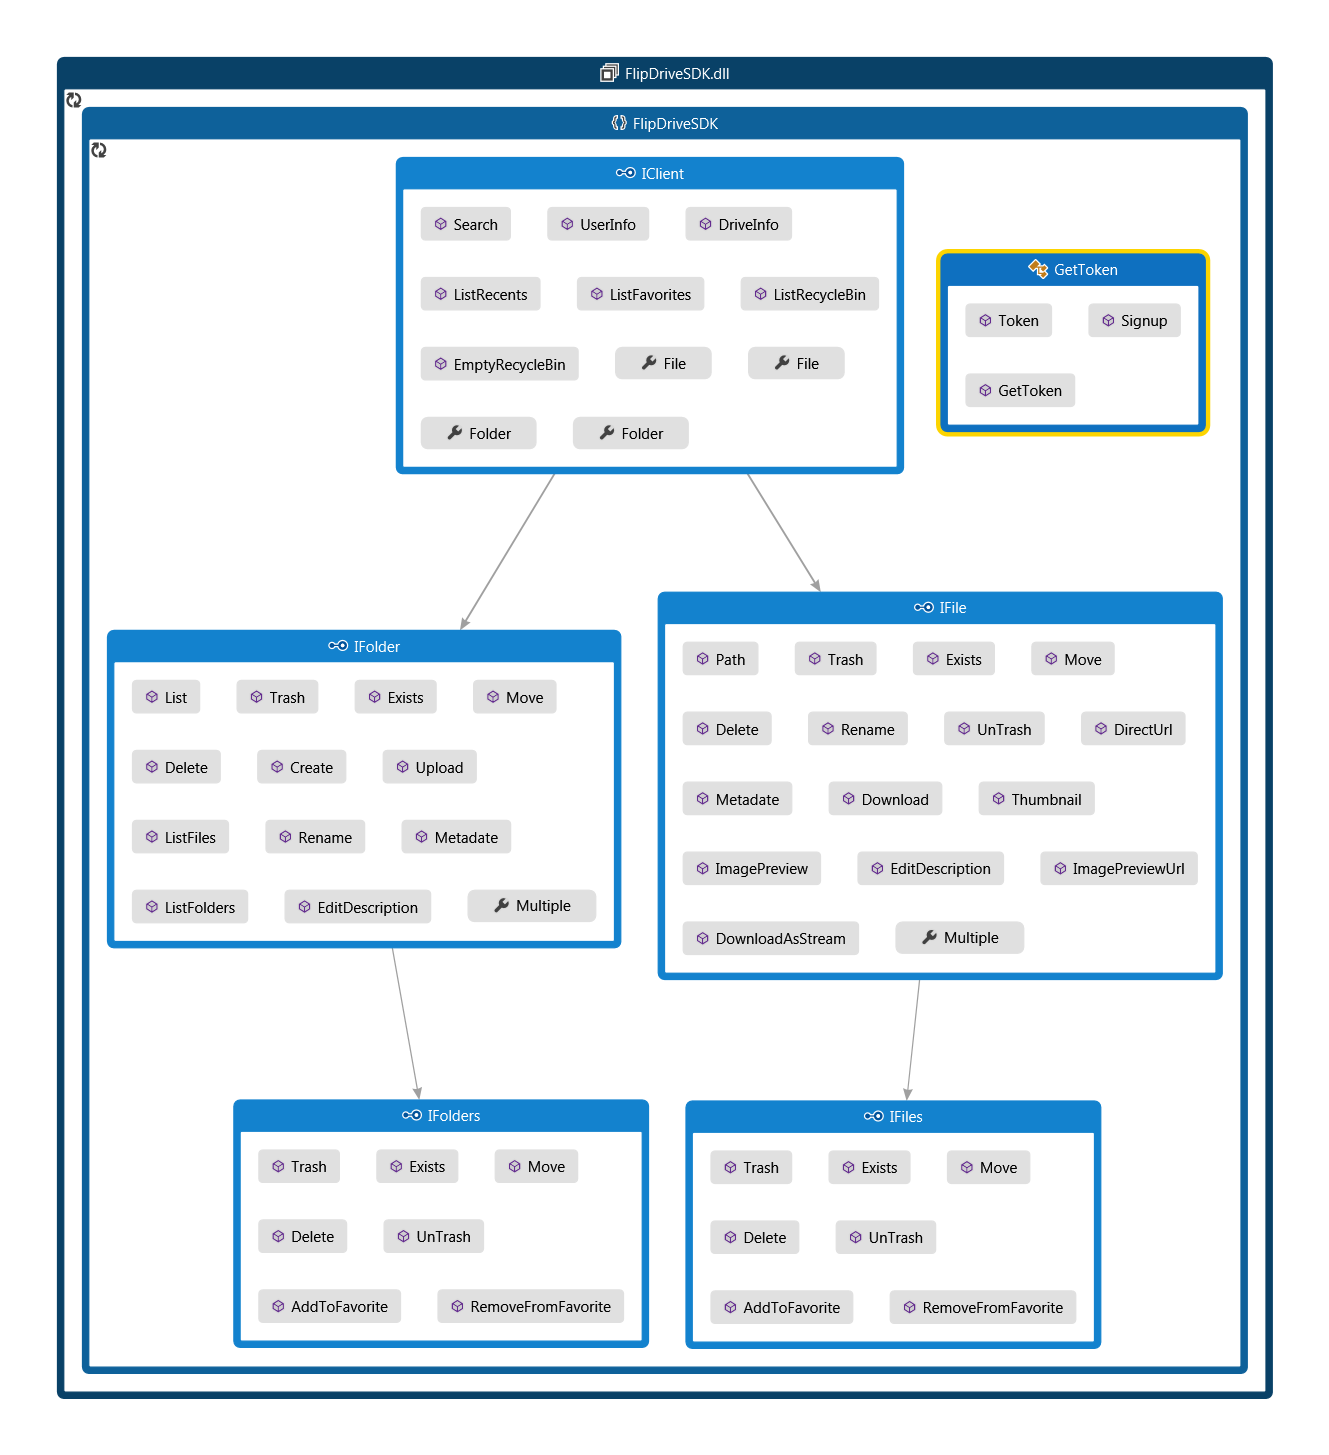 FlipDriveSDK.dll
FlipDriveSDK
IClient
Search UserInfo DriveInfo
ListRecents ListFavorites ListRecycleBin
EmptyRecycleBin File File
Folder Folder
GetToken
Token Signup
GetToken
IFolder
List Trash Exists Move
Delete Create Upload
ListFiles Rename Metadate
ListFolders EditDescription Multiple
IFile
Path Trash Exists Move
Delete Rename UnTrash DirectUrl
Metadate Download Thumbnail
ImagePreview EditDescription ImagePreviewUrl
DownloadAsStream Multiple
IFolders
Trash Exists Move
Delete UnTrash
AddToFavorite RemoveFromFavorite
IFiles
Trash Exists Move
Delete UnTrash
AddToFavorite RemoveFromFavorite